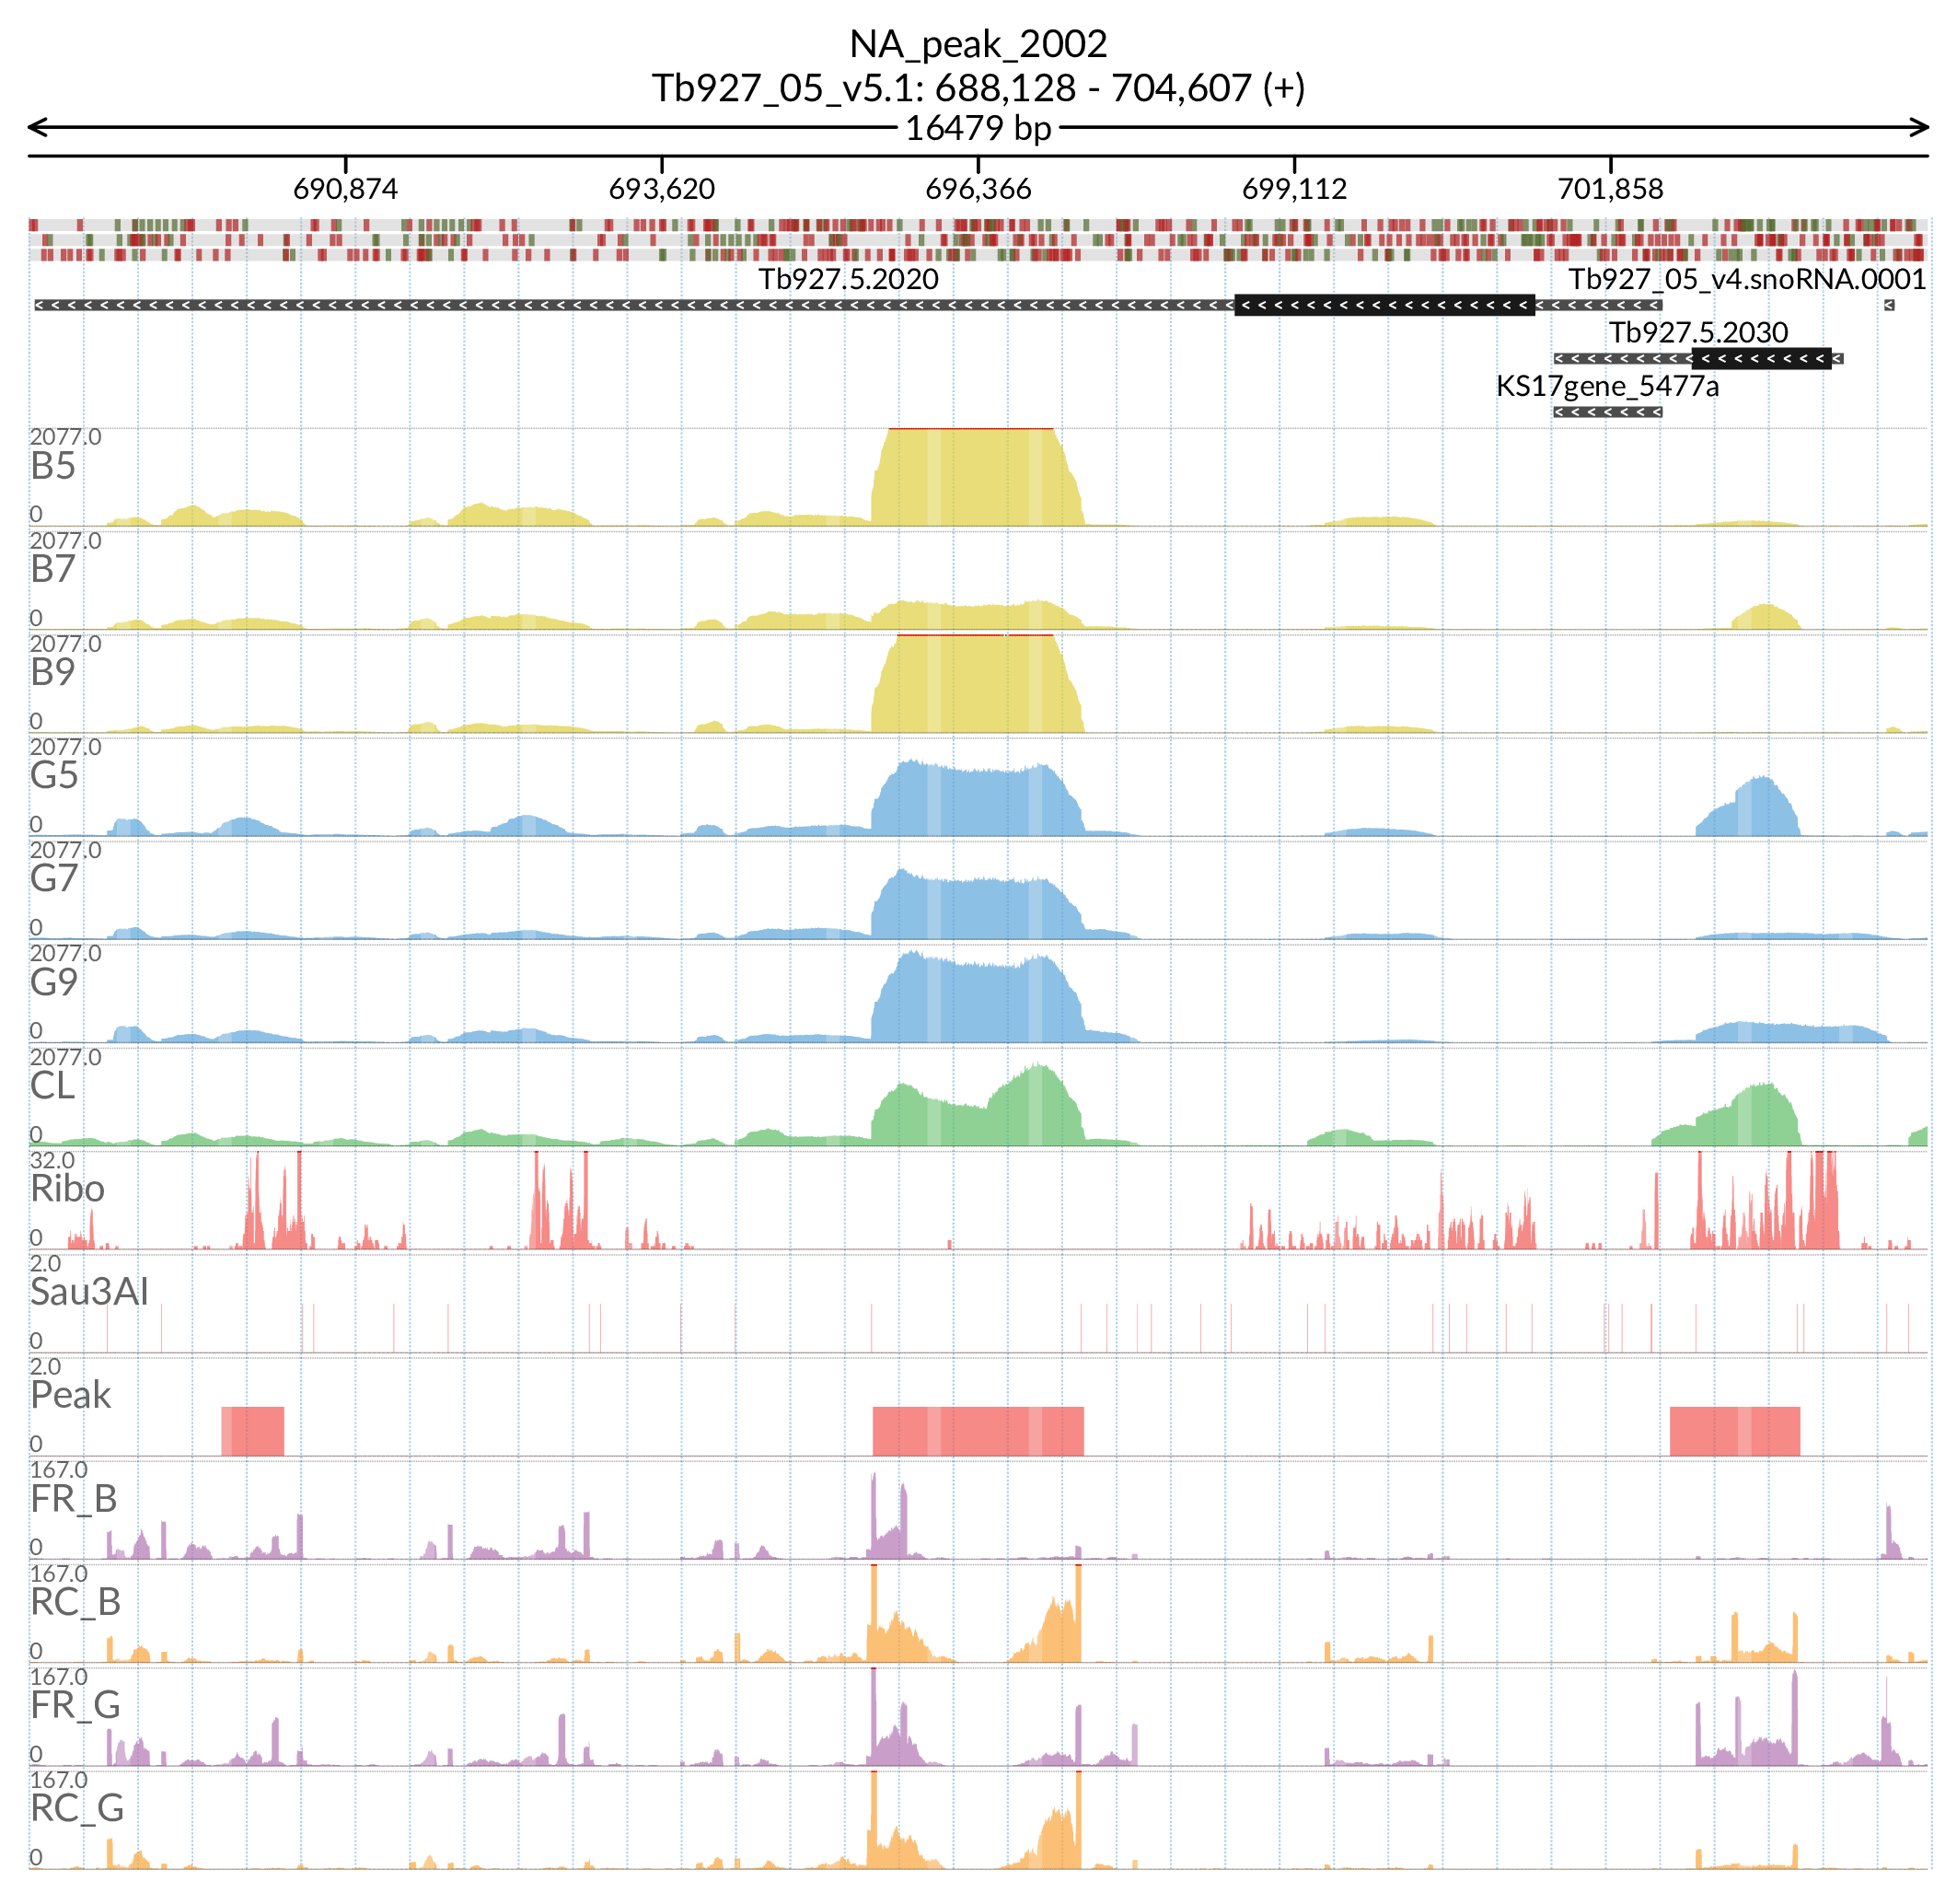 NA_peak_2002
Tb927_05_v5.1: 688,128 - 704,607 (+)
16479 bp
690,874 693,620 696,366 699,112 701,858
Tb927.5.2020 Tb927_05_v4.snoRNA.0001
Tb927.5.2030
KS17gene_5477a
2077.0
B5
0
2077.0
B7
0
2077.0
B9
0
2077.0
G5
0
2077.0
G7
0
2077.0
G9
0
2077.0
CL
0
32.0
Ribo
0
2.0
Sau3AI
0
2.0
Peak
0
167.0
FR_B
0
167.0
RC_B
0
167.0
FR_G
0
167.0
RC_G
0